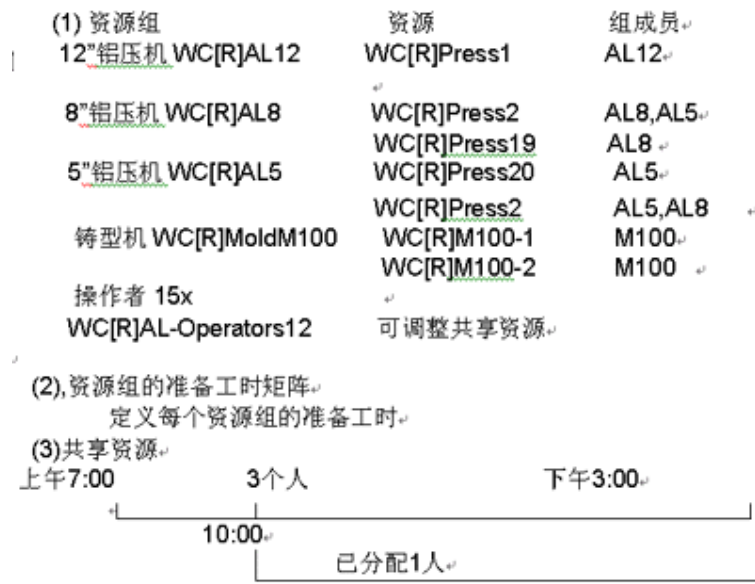 (1) 资源组 资源 组成员
12”铝压机 WC[R]AL12 WC[R]Press1 AL12
8”铝压机 WC[R]AL8 WC[R]Press2 AL8,AL5
WC[R]Press19 AL8
5”铝压机 WC[R]AL5 WC[R]Press20 AL5
WC[R]Press2 AL5,AL8
铸型机 WC[R]MoldM100 WC[R]M100-1 M100
WC[R]M100-2 M100
操作者 15x
WC[R]AL-Operators12 可调整共享资源
(2),资源组的准备工时矩阵
定义每个资源组的准备工时
(3)共享资源
上午7:00 3个人 下午3:00
10:00
已分配1人